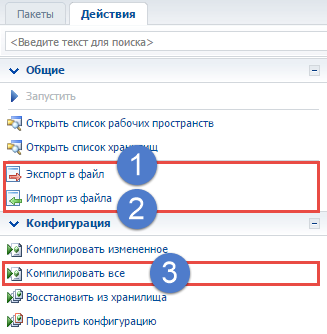 Пакеты Действия
<Введите текст для поиска>
Общие
Запустить
Открыть список рабочих пространств
Открыть список хранилищ
1
Экспорт в файл
2
Импорт из файла
Конфигурация
Компилировать измененное
Компилировать все 3
Восстановить из хранилища
Проверить конфигурацию